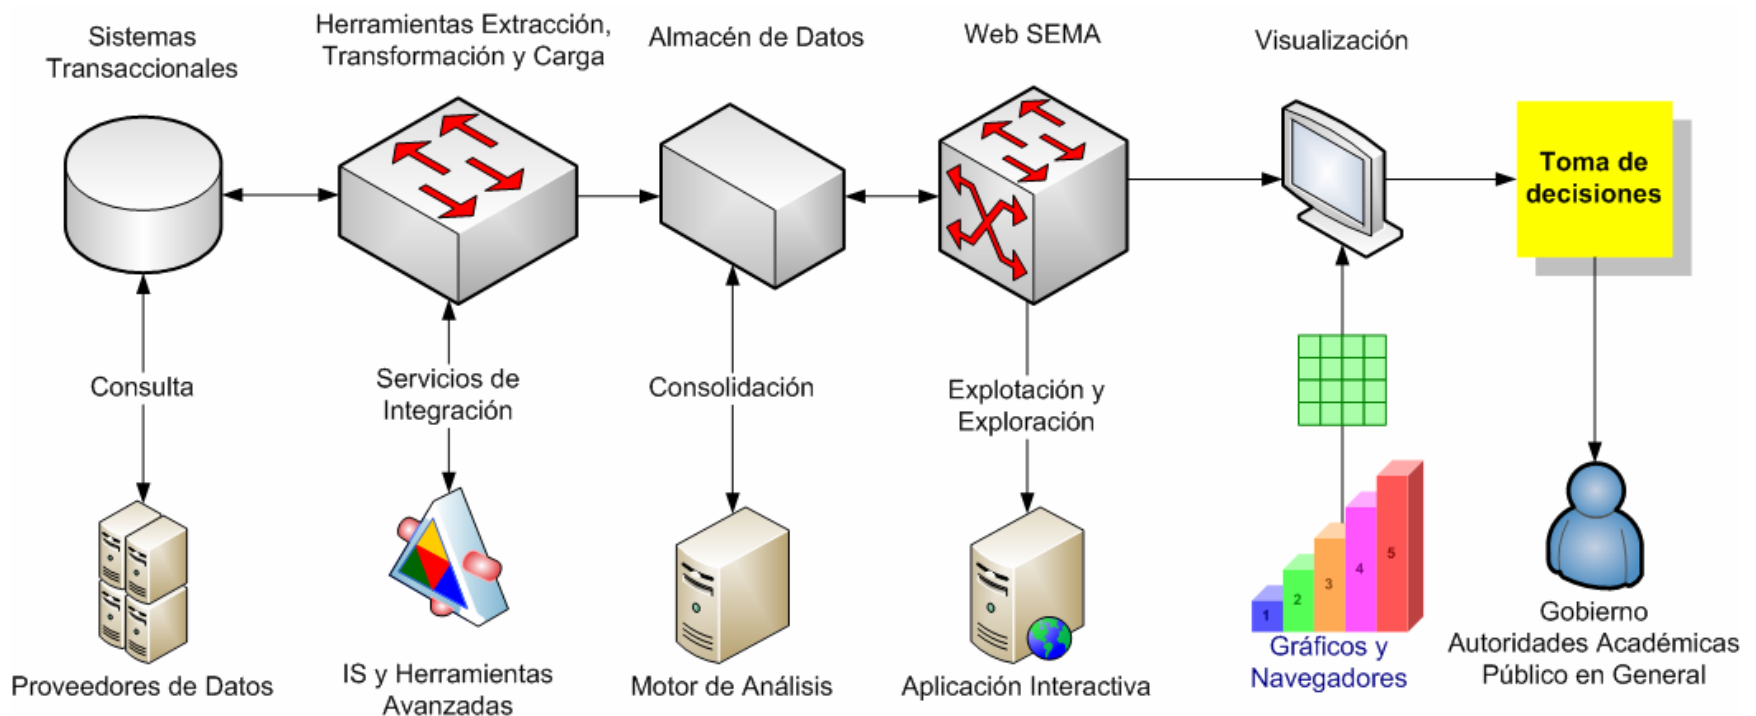 Sistemas
Transaccionales
Herramientas Extracción,
Transformación y Carga
Almacén de Datos
Web SEMA
Visualización
Toma de
decisiones
Consulta
Servicios de
Integración
Consolidación
Explotación y
Exploración
1
2
3
4
5
Proveedores de Datos
IS y Herramientas
Avanzadas
Motor de Análisis
Aplicación Interactiva
Gráficos y
Navegadores
Gobierno
Autoridades Académicas
Público en General